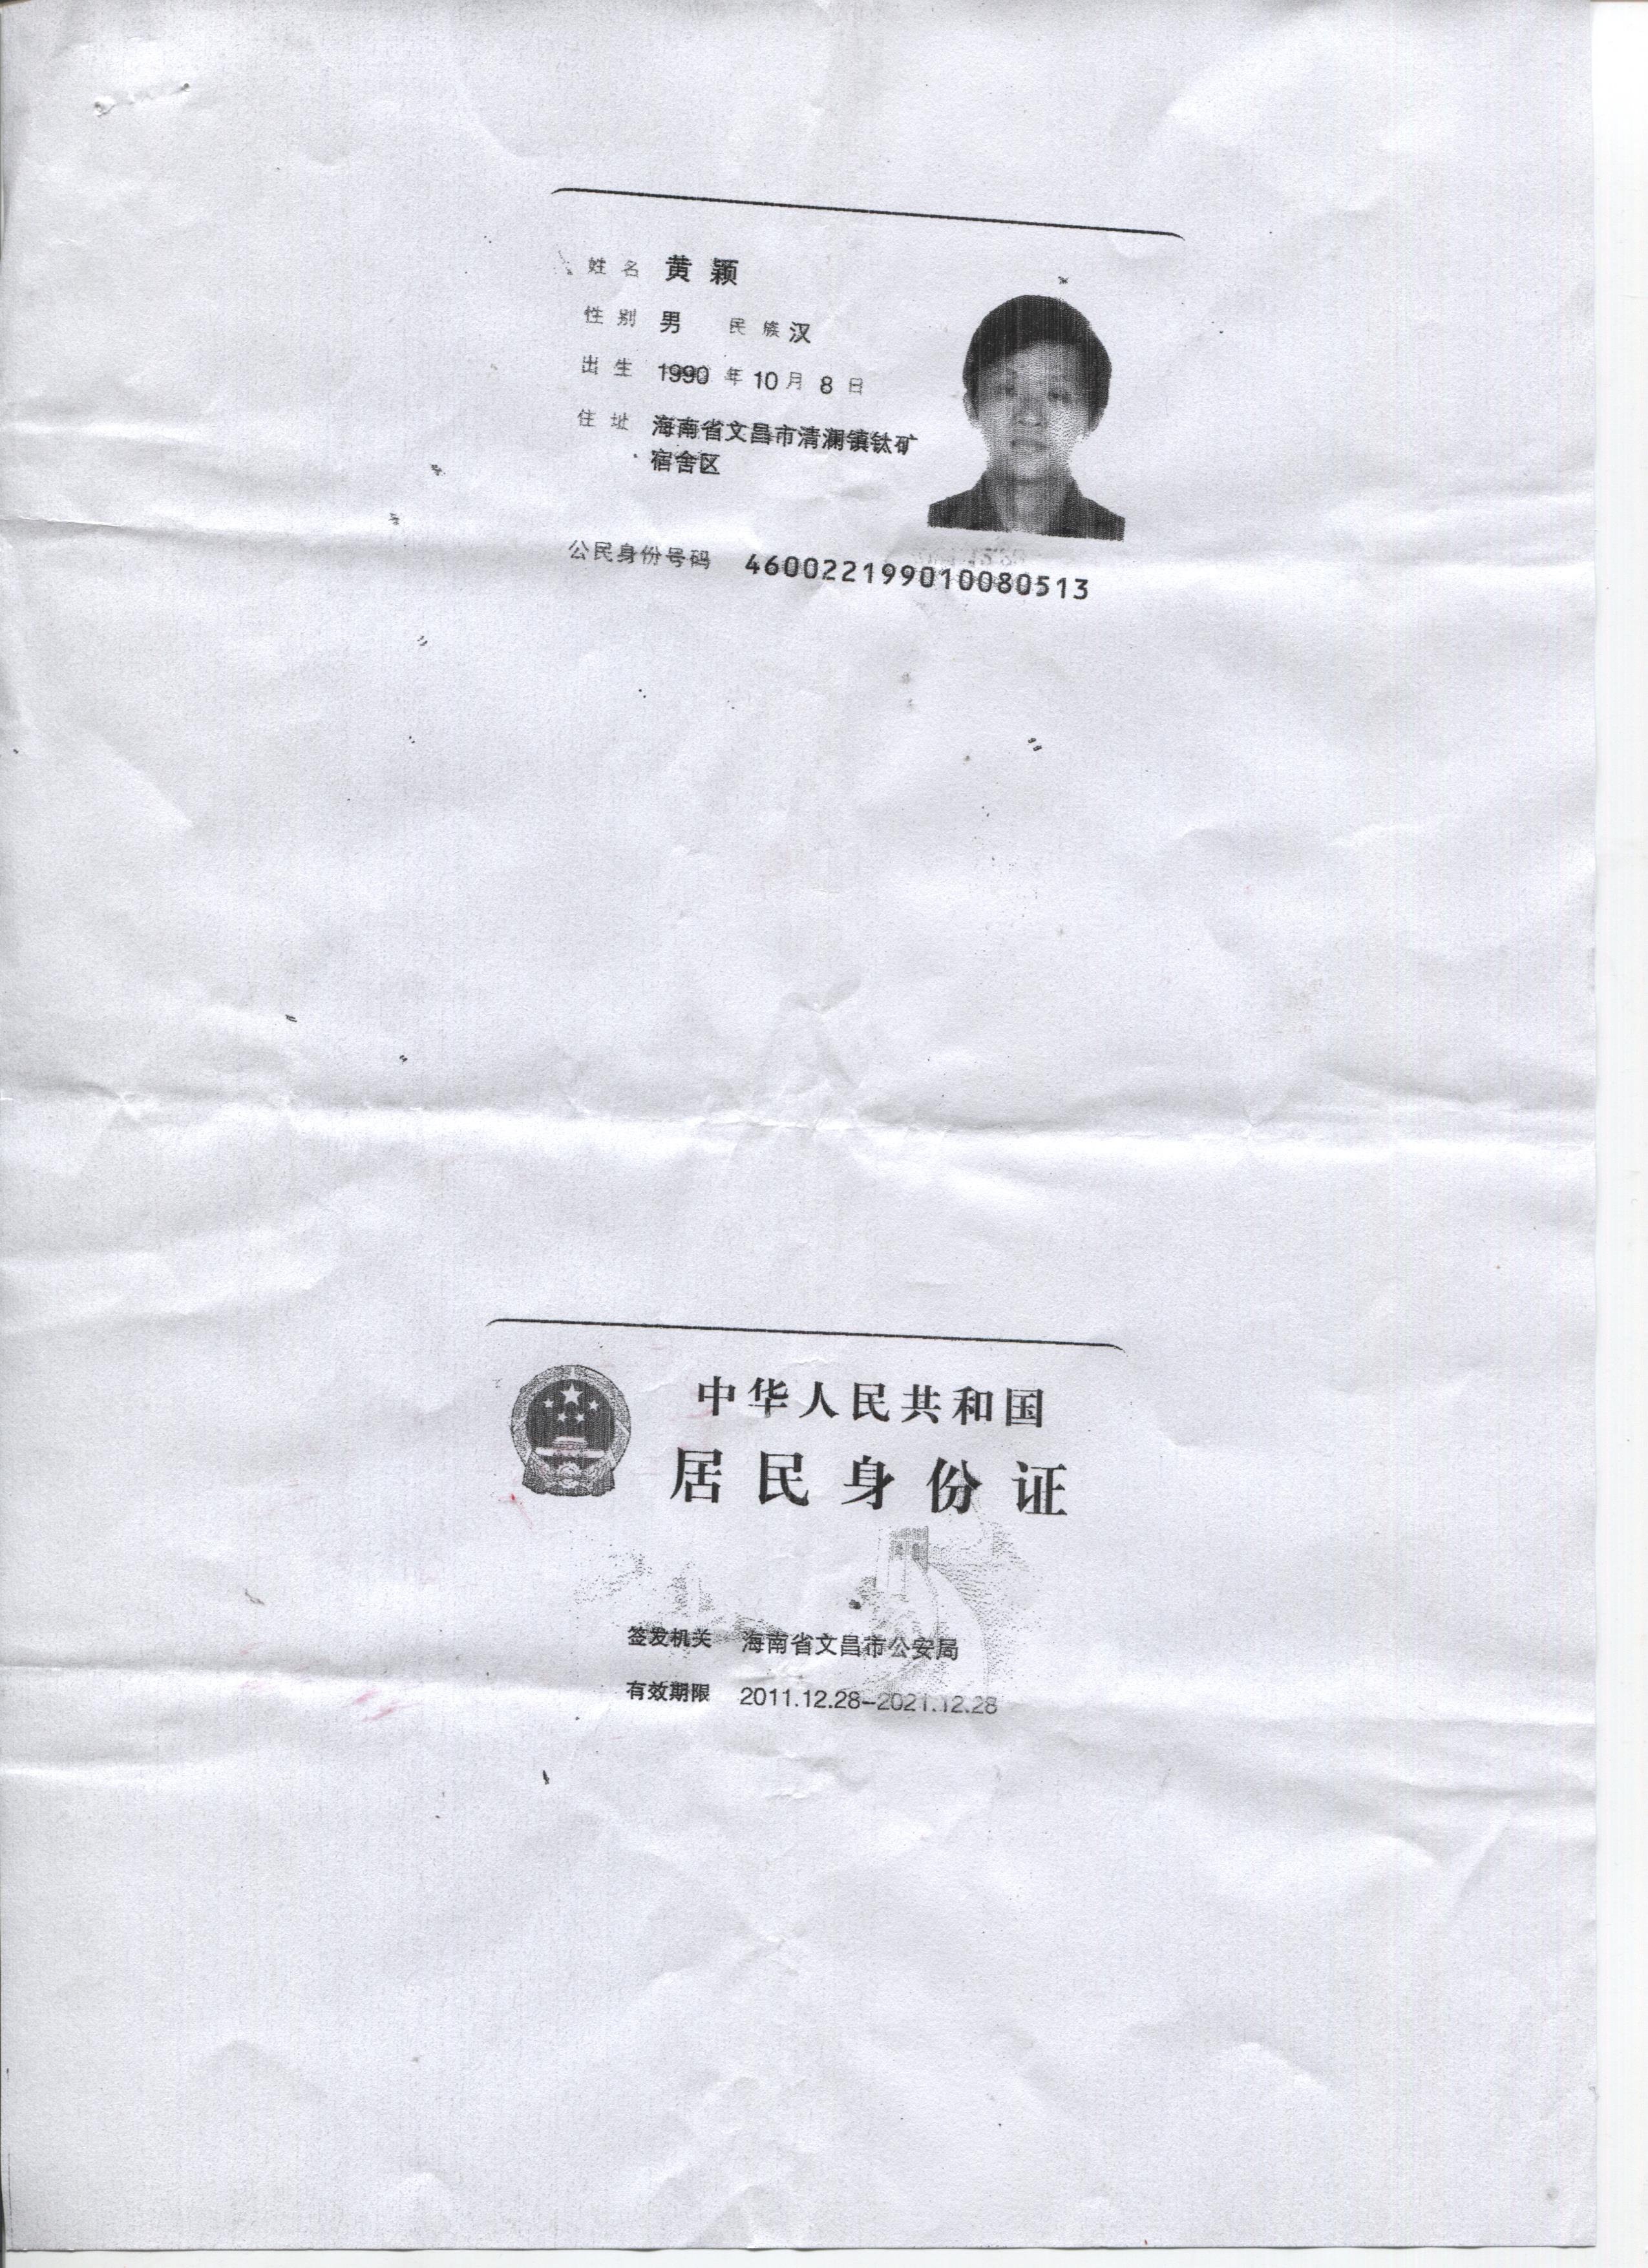 姓名 黄颖
性别 男 民族 汉
出生 1990 年 10 月 8 日
住址 海南省文昌市清澜镇钛矿
宿舍区
公民身份号码 460022199010080513
中华人民共和国
居民身份证
签发机关 海南省文昌市公安局
有效期限 2011.12.28-2021.12.28